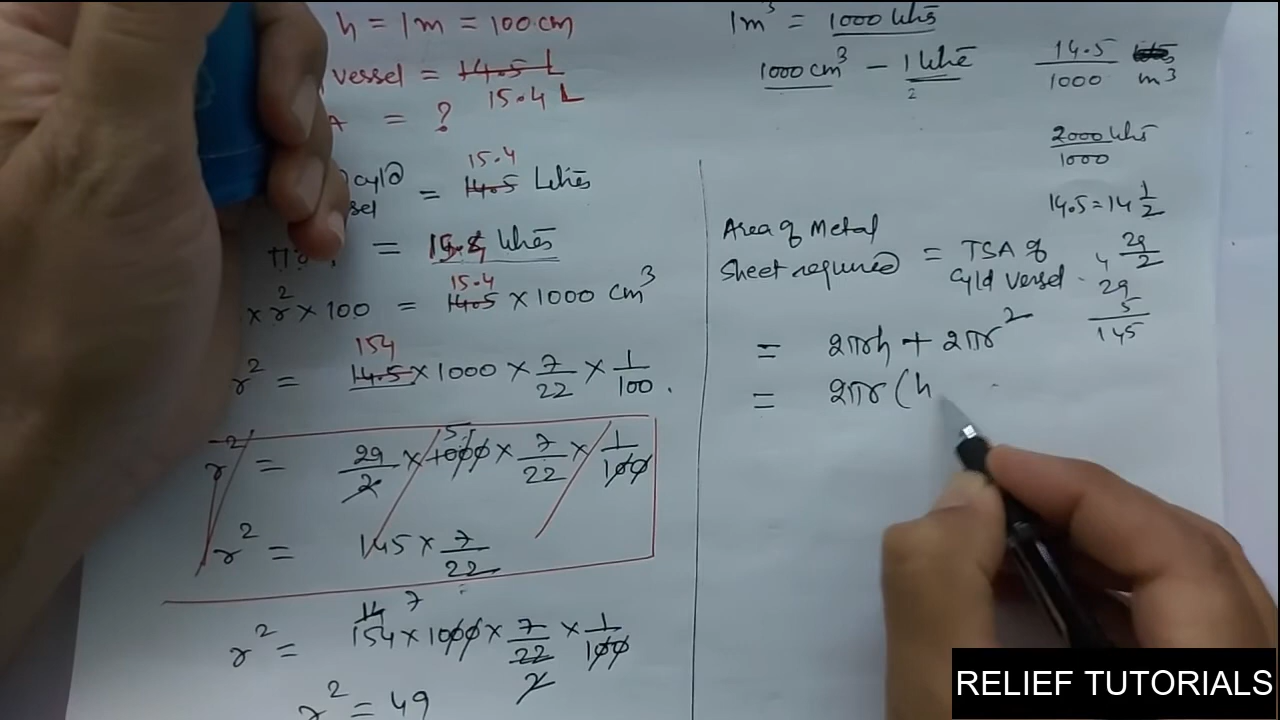 h = 1m = 100 cm
vessel = 14.5 L
15.4 L
= ?
15.4
cyld = 14.5 Litres
= 15.4 litres
15.4
× r² × 100 = 14.5 × 1000 cm³
154
r² = 14.5 × 1000 × 7/22 × 1/100 .
5
r² = 29/2 × 1000 × 7/22 × 1/100
r² = 145 × 7/22
14 7
r² = 154 × 1000 × 7/22 × 1/100
2
r² = 49
1m³ = 1000 litres
1000 cm³ - 1 litre
14.5/1000 m³
2000 litres/1000
14.5 = 14 1/2
29/2
29
5
145
Area of Metal
Sheet required = TSA of
Cyld vessel
= 2πrh + 2πr²
= 2πr (h
RELIEF TUTORIALS